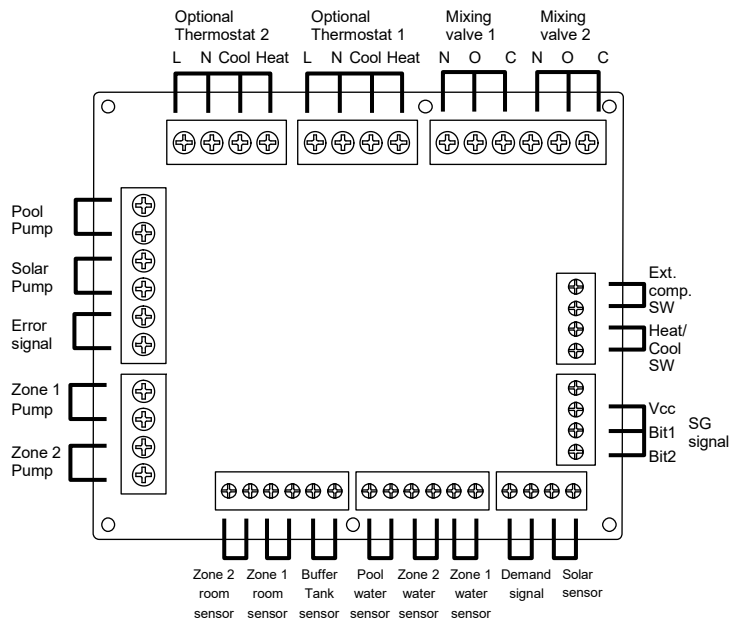 Optional
Thermostat 2
Optional
Thermostat 1
Mixing
valve 1
Mixing
valve 2
L N Cool Heat
L N Cool Heat
N O C
N O C
Pool
Pump
Solar
Pump
Error
signal
Zone 1
Pump
Zone 2
Pump
Ext.
comp.
SW
Heat/
Cool
SW
Vcc
Bit1
Bit2
SG
signal
Zone 2
room
sensor
Zone 1
room
sensor
Buffer
Tank
sensor
Pool
water
sensor
Zone 2
water
sensor
Zone 1
water
sensor
Demand
signal
Solar
sensor